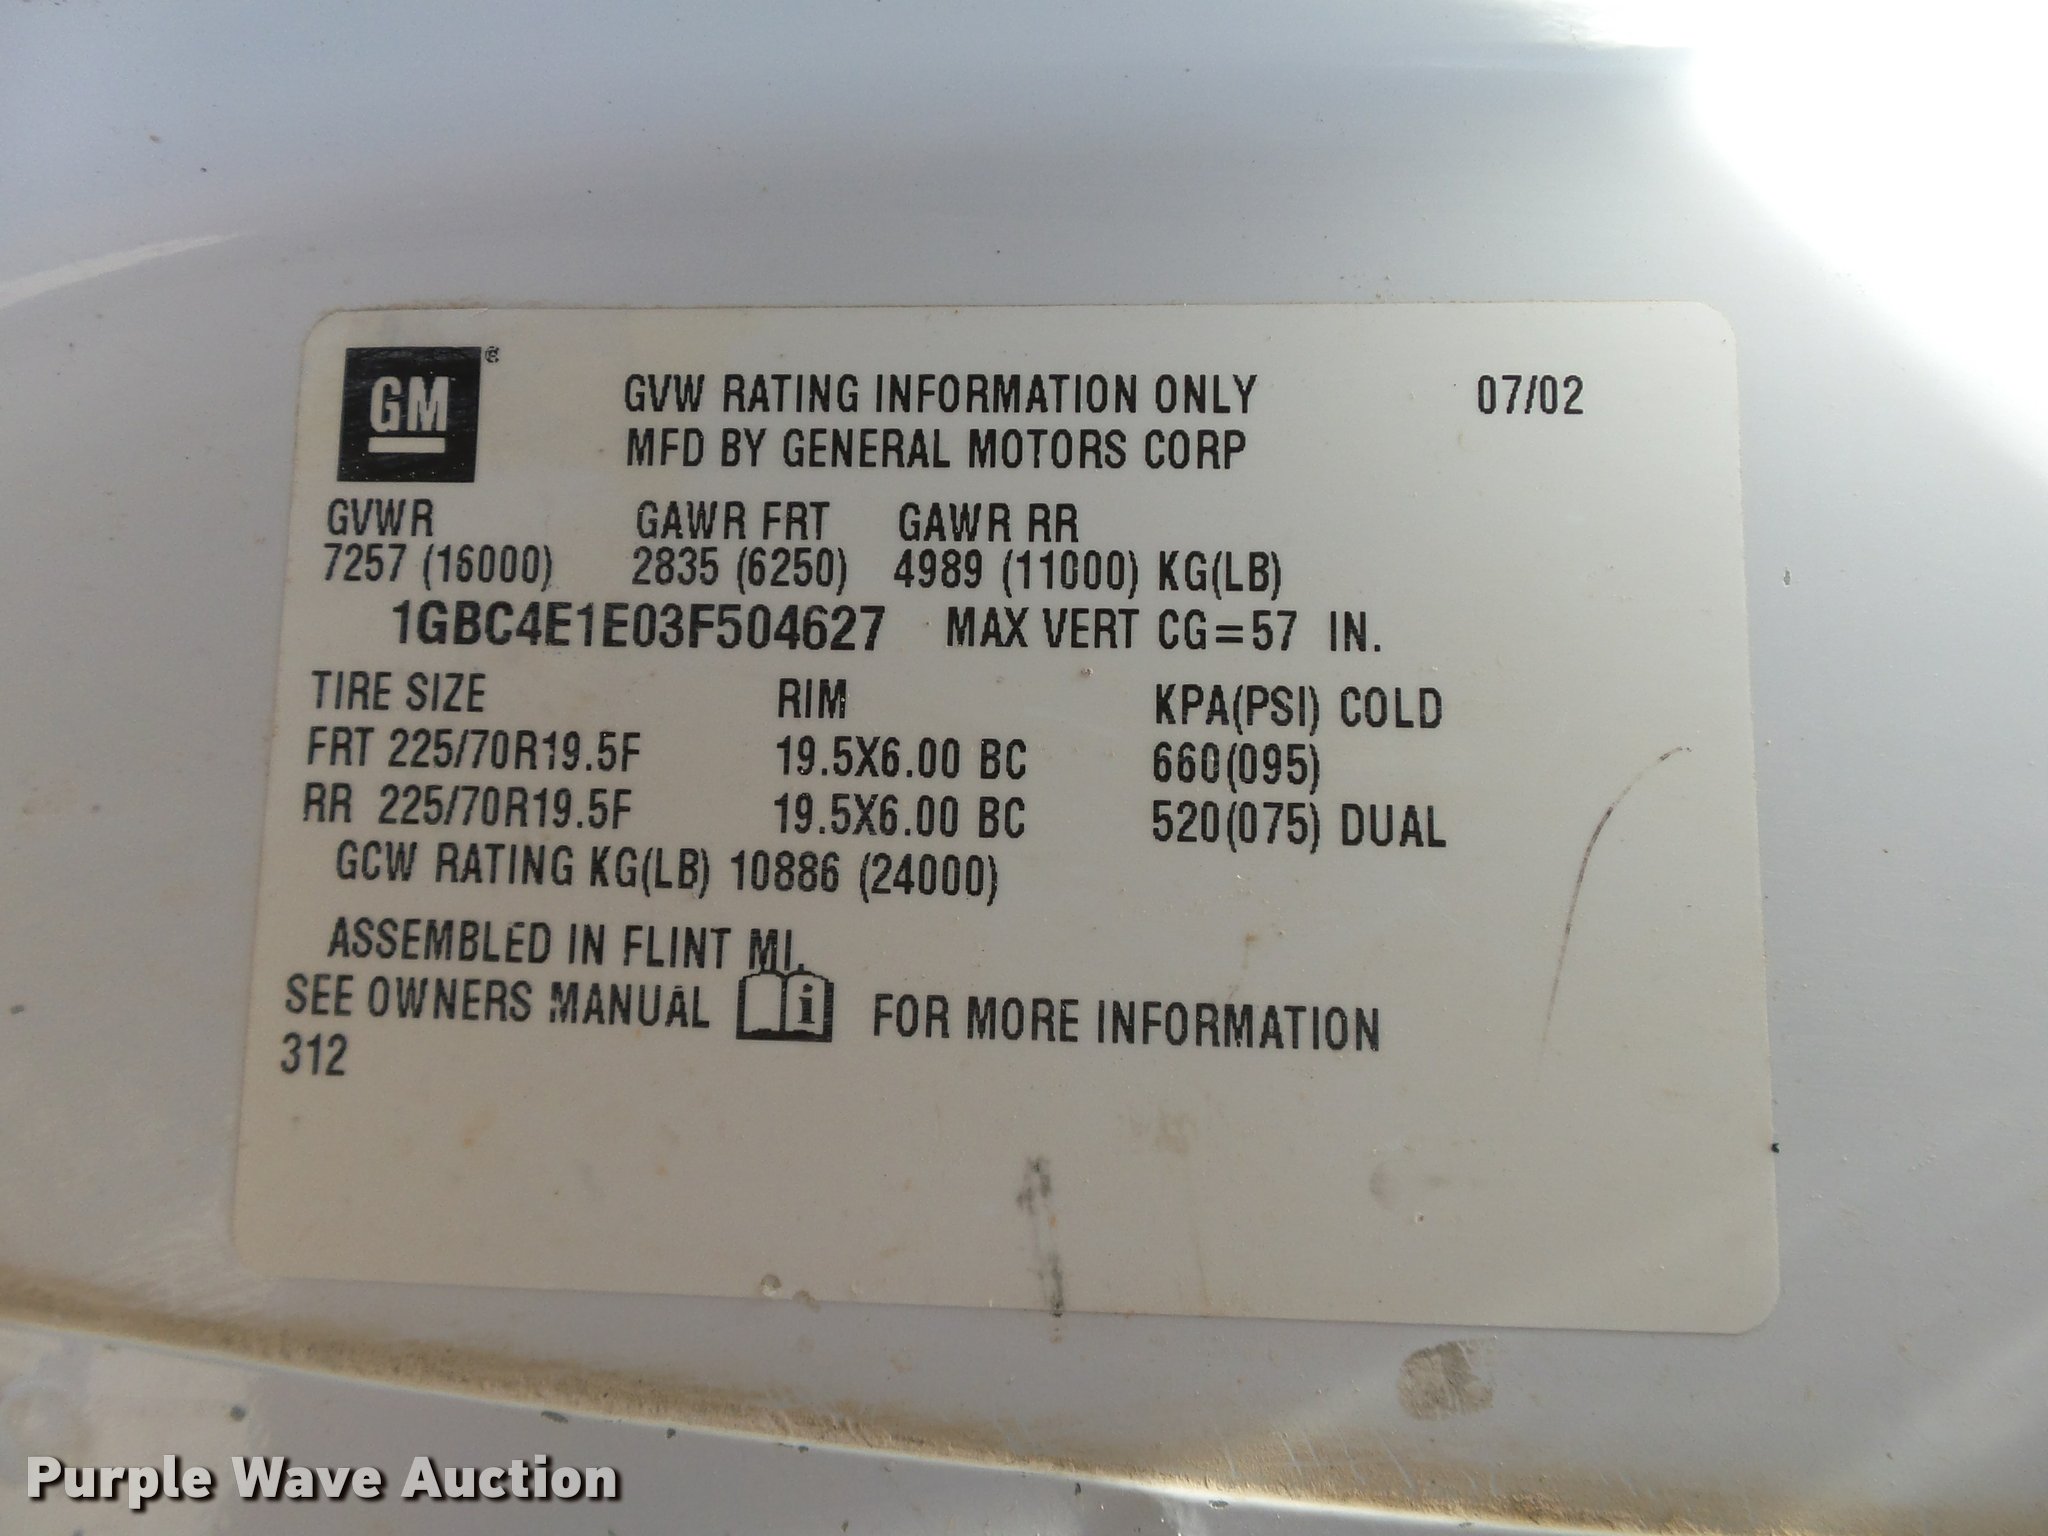 GM®
GVW RATING INFORMATION ONLY 07/02
MFD BY GENERAL MOTORS CORP
GVWR GAWR FRT GAWR RR
7257 (16000) 2835 (6250) 4989 (11000) KG(LB)
1GBC4E1E03F504627 MAX VERT CG=57 IN.
TIRE SIZE RIM KPA(PSI) COLD
FRT 225/70R19.5F 19.5X6.00 BC 660(095)
RR 225/70R19.5F 19.5X6.00 BC 520(075) DUAL
GCW RATING KG(LB) 10886 (24000)
ASSEMBLED IN FLINT MI.
SEE OWNERS MANUAL i FOR MORE INFORMATION
312
Purple Wave Auction